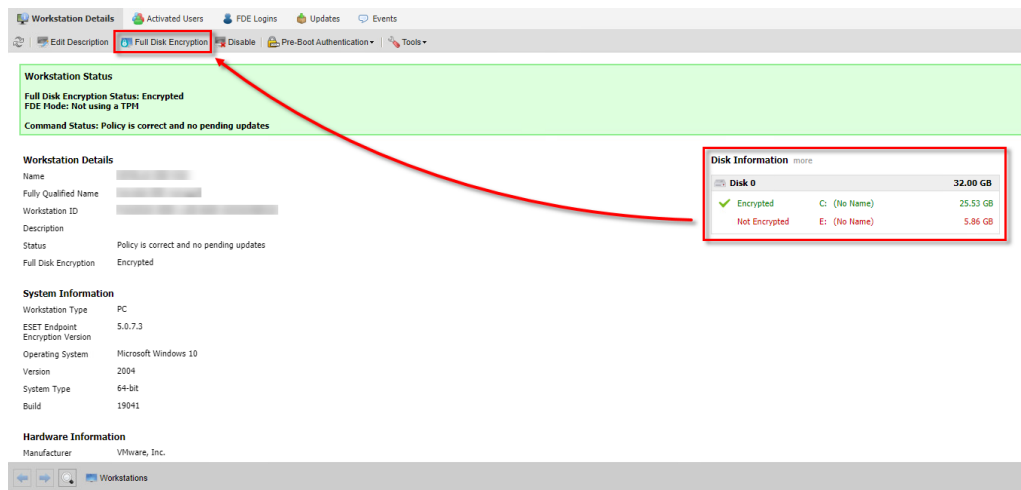 Workstation Details Activated Users FDE Logins Updates Events
Edit Description Full Disk Encryption Disable Pre-Boot Authentication Tools
Workstation Status
Full Disk Encryption Status: Encrypted
FDE Mode: Not using a TPM
Command Status: Policy is correct and no pending updates
Workstation Details
Name
Fully Qualified Name
Workstation ID
Description
Status Policy is correct and no pending updates
Full Disk Encryption Encrypted
Disk Information more
Disk 0 32.00 GB
Encrypted C: (No Name) 25.53 GB
Not Encrypted E: (No Name) 5.86 GB
System Information
Workstation Type PC
ESET Endpoint 5.0.7.3
Encryption Version
Operating System Microsoft Windows 10
Version 2004
System Type 64-bit
Build 19041
Hardware Information
Manufacturer VMware, Inc.
Workstations